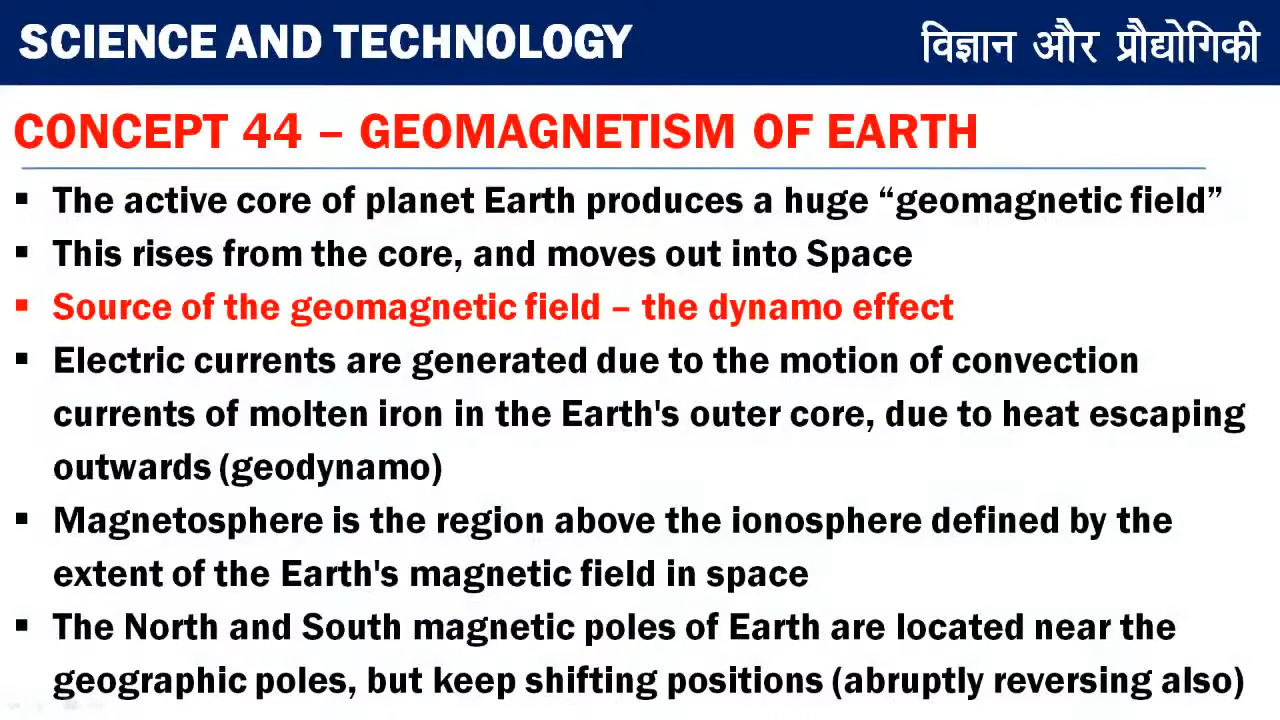 SCIENCE AND TECHNOLOGY
विज्ञान और प्रौद्योगिकी
CONCEPT 44 – GEOMAGNETISM OF EARTH
▪ The active core of planet Earth produces a huge “geomagnetic field”
▪ This rises from the core, and moves out into Space
▪ Source of the geomagnetic field – the dynamo effect
▪ Electric currents are generated due to the motion of convection
currents of molten iron in the Earth's outer core, due to heat escaping
outwards (geodynamo)
▪ Magnetosphere is the region above the ionosphere defined by the
extent of the Earth's magnetic field in space
▪ The North and South magnetic poles of Earth are located near the
geographic poles, but keep shifting positions (abruptly reversing also)